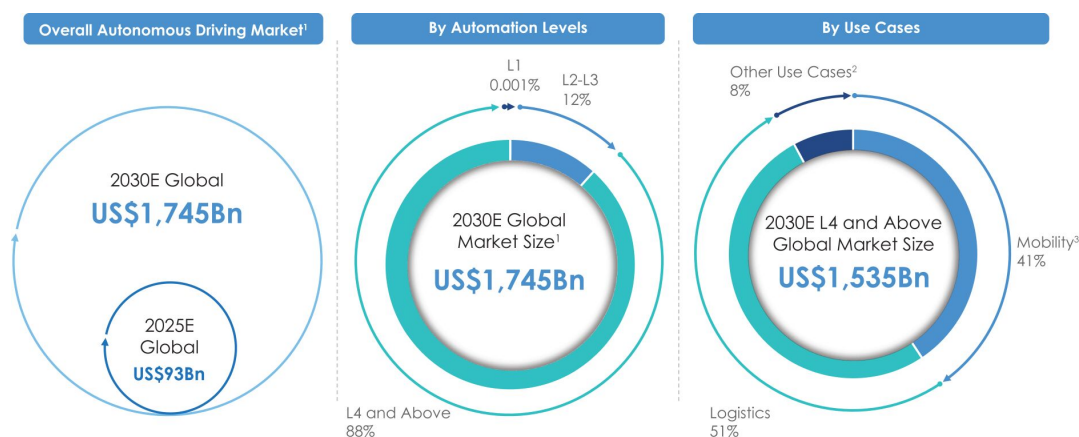 Overall Autonomous Driving Market¹
2030E Global
US$1,745Bn
2025E
Global
US$93Bn
By Automation Levels
L1
0.001%
L2-L3
12%
2030E Global
Market Size¹
US$1,745Bn
L4 and Above
88%
By Use Cases
Other Use Cases²
8%
2030E L4 and Above
Global Market Size
US$1,535Bn
Mobility³
41%
Logistics
51%